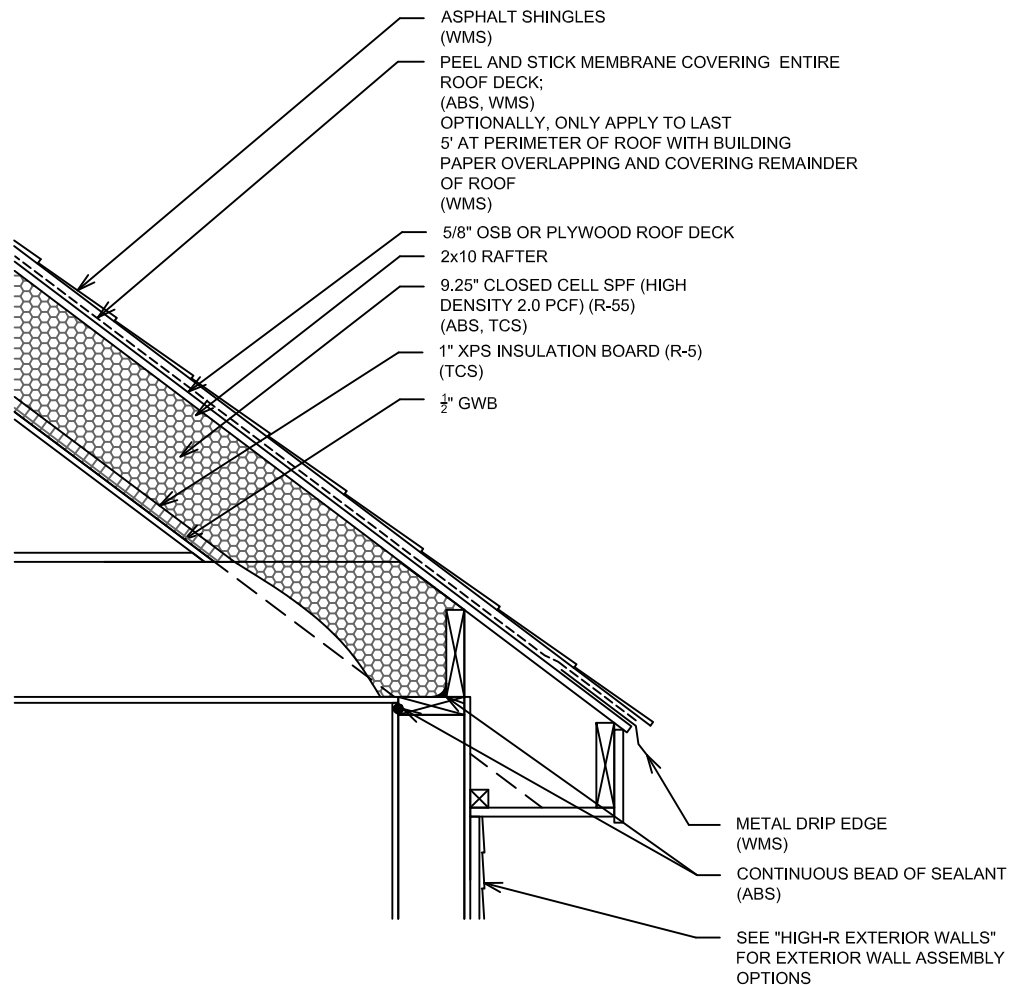 ASPHALT SHINGLES
(WMS)
PEEL AND STICK MEMBRANE COVERING ENTIRE
ROOF DECK;
(ABS, WMS)
OPTIONALLY, ONLY APPLY TO LAST
5' AT PERIMETER OF ROOF WITH BUILDING
PAPER OVERLAPPING AND COVERING REMAINDER
OF ROOF
(WMS)
5/8" OSB OR PLYWOOD ROOF DECK
2x10 RAFTER
9.25" CLOSED CELL SPF (HIGH
DENSITY 2.0 PCF) (R-55)
(ABS, TCS)
1" XPS INSULATION BOARD (R-5)
(TCS)
1/2" GWB
METAL DRIP EDGE
(WMS)
CONTINUOUS BEAD OF SEALANT
(ABS)
SEE "HIGH-R EXTERIOR WALLS"
FOR EXTERIOR WALL ASSEMBLY
OPTIONS